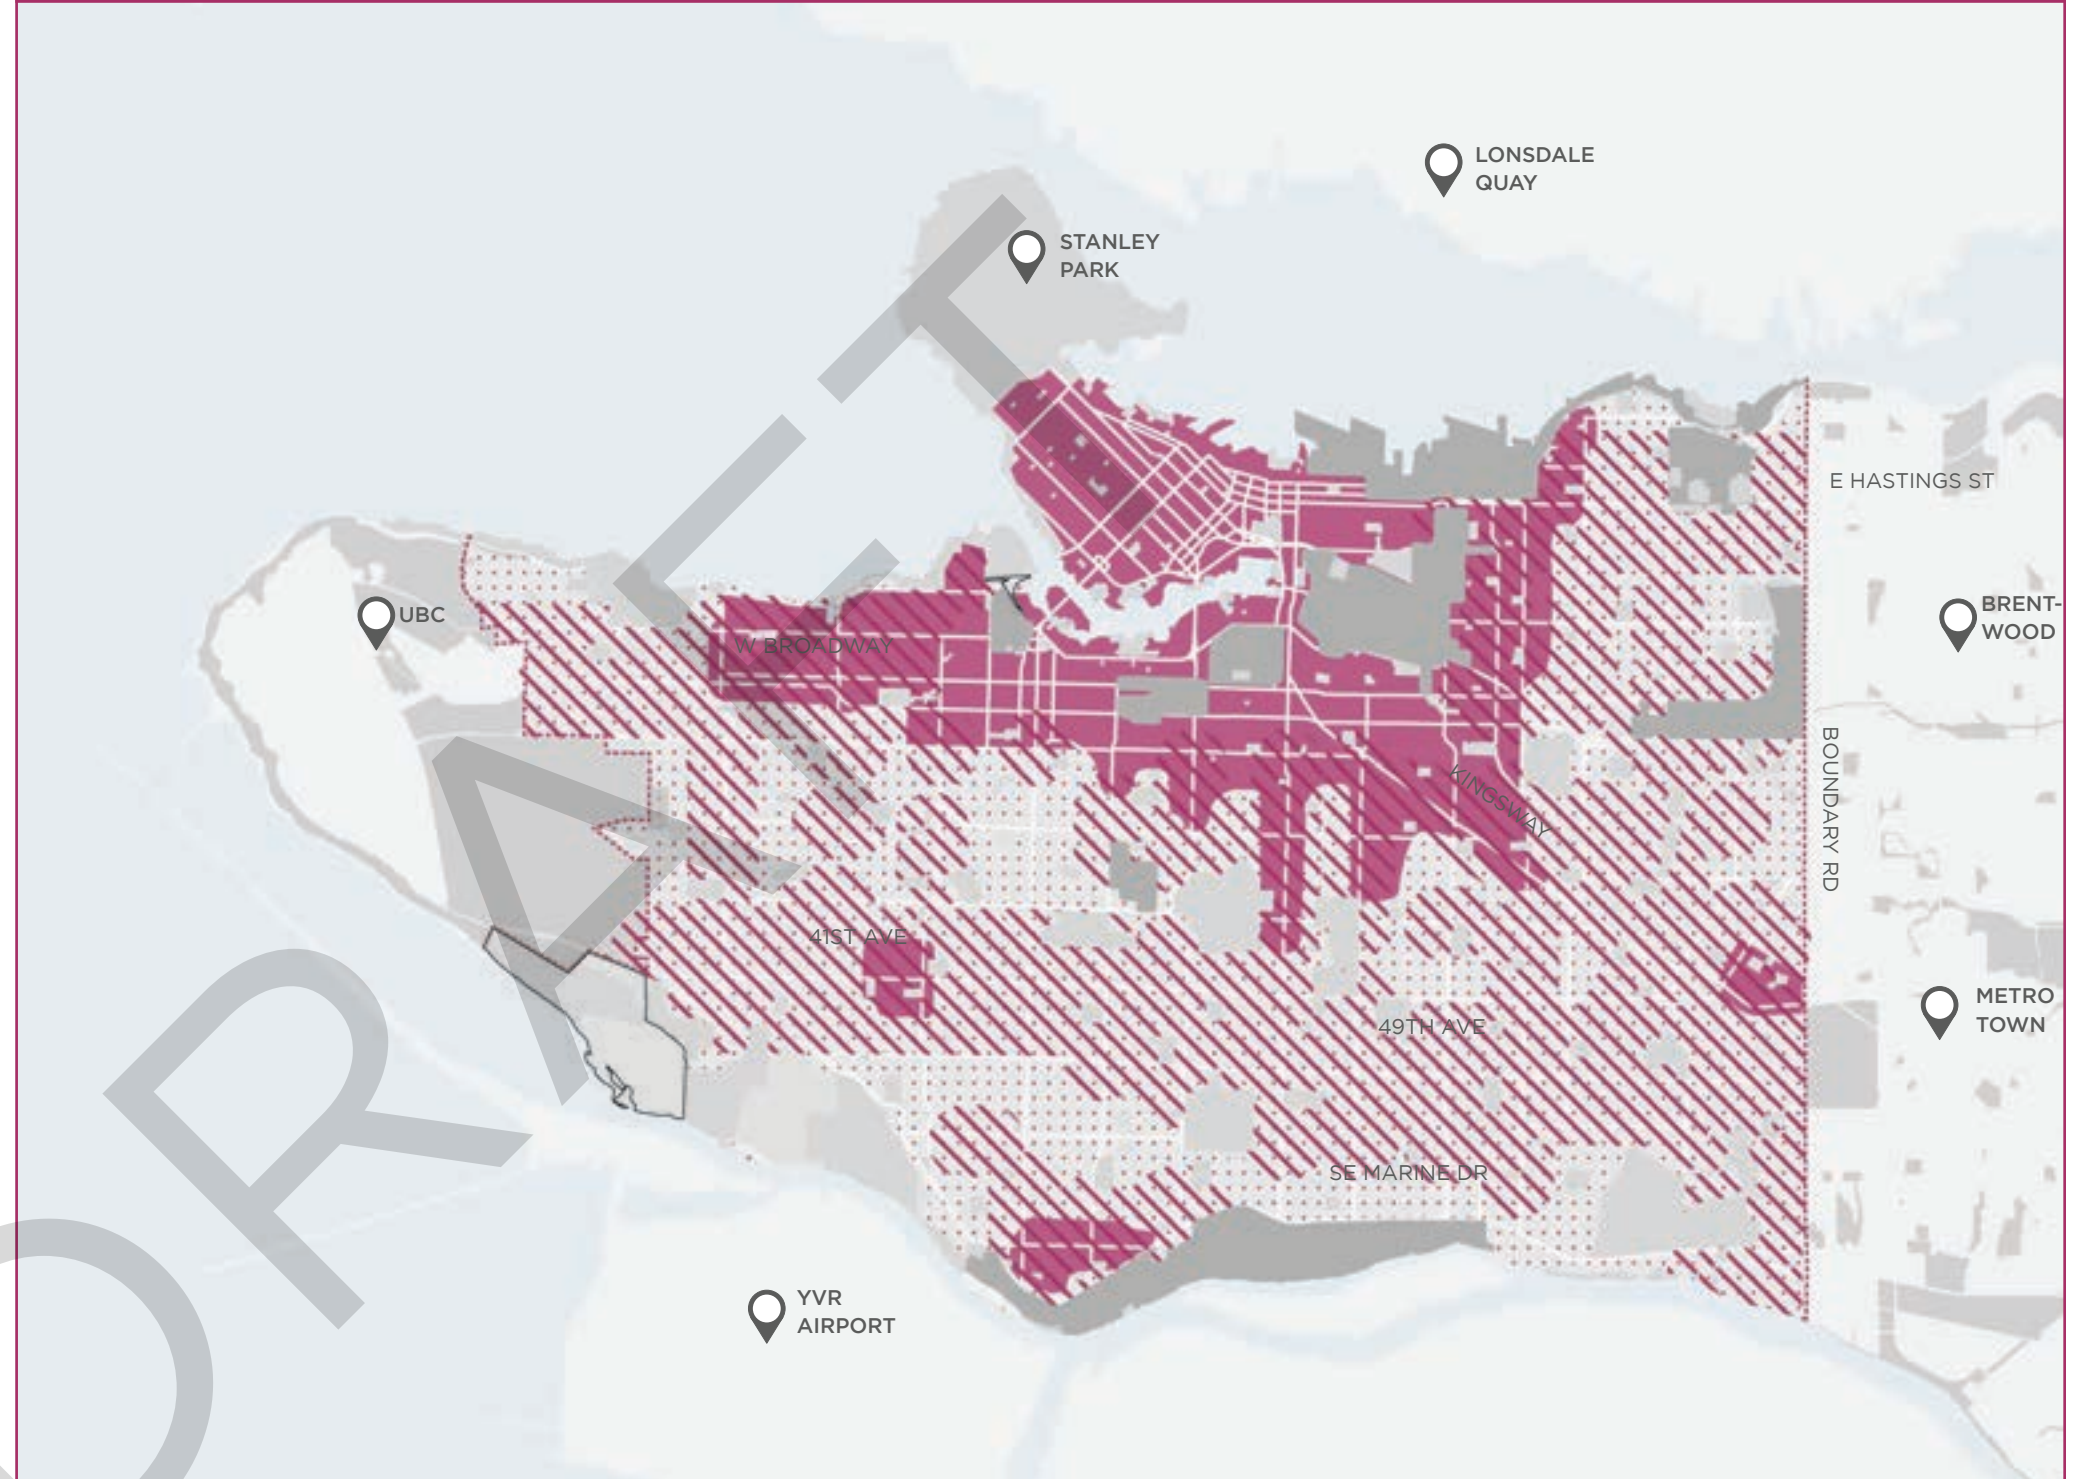 LONSDALE
QUAY
STANLEY
PARK
E HASTINGS ST
UBC
BRENT-
WOOD
W BROADWAY
KINGSWAY
BOUNDARY RD
41ST AVE
METRO
TOWN
49TH AVE
SE MARINE DR
YVR
AIRPORT
DRAFT